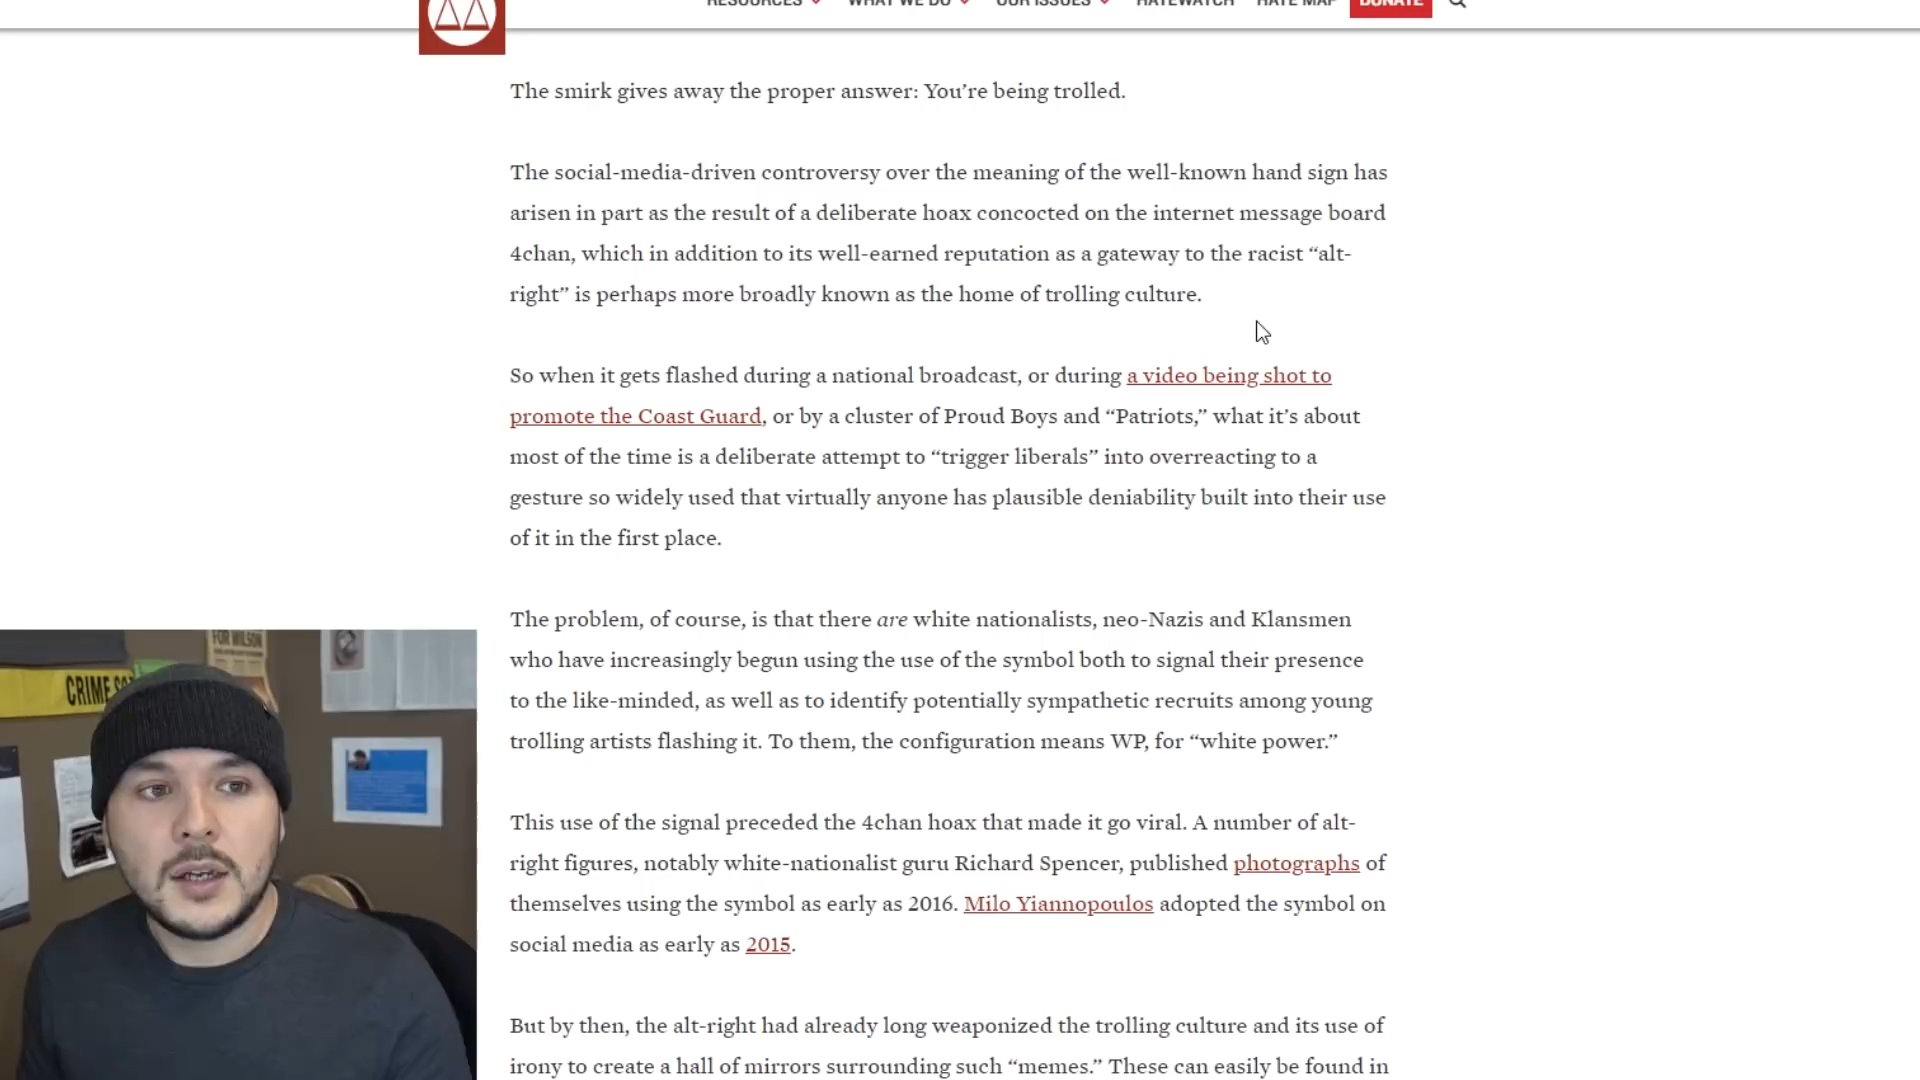 RESOURCES WHAT WE DO OUR ISSUES HATEWATCH HATE MAP DONATE
The smirk gives away the proper answer: You’re being trolled.
The social-media-driven controversy over the meaning of the well-known hand sign has
arisen in part as the result of a deliberate hoax concocted on the internet message board
4chan, which in addition to its well-earned reputation as a gateway to the racist “alt-
right” is perhaps more broadly known as the home of trolling culture.
So when it gets flashed during a national broadcast, or during a video being shot to
promote the Coast Guard, or by a cluster of Proud Boys and “Patriots,” what it’s about
most of the time is a deliberate attempt to “trigger liberals” into overreacting to a
gesture so widely used that virtually anyone has plausible deniability built into their use
of it in the first place.
The problem, of course, is that there are white nationalists, neo-Nazis and Klansmen
who have increasingly begun using the use of the symbol both to signal their presence
to the like-minded, as well as to identify potentially sympathetic recruits among young
trolling artists flashing it. To them, the configuration means WP, for “white power.”
This use of the signal preceded the 4chan hoax that made it go viral. A number of alt-
right figures, notably white-nationalist guru Richard Spencer, published photographs of
themselves using the symbol as early as 2016. Milo Yiannopoulos adopted the symbol on
social media as early as 2015.
But by then, the alt-right had already long weaponized the trolling culture and its use of
irony to create a hall of mirrors surrounding such “memes.” These can easily be found in
FOR WILSON
CRIME